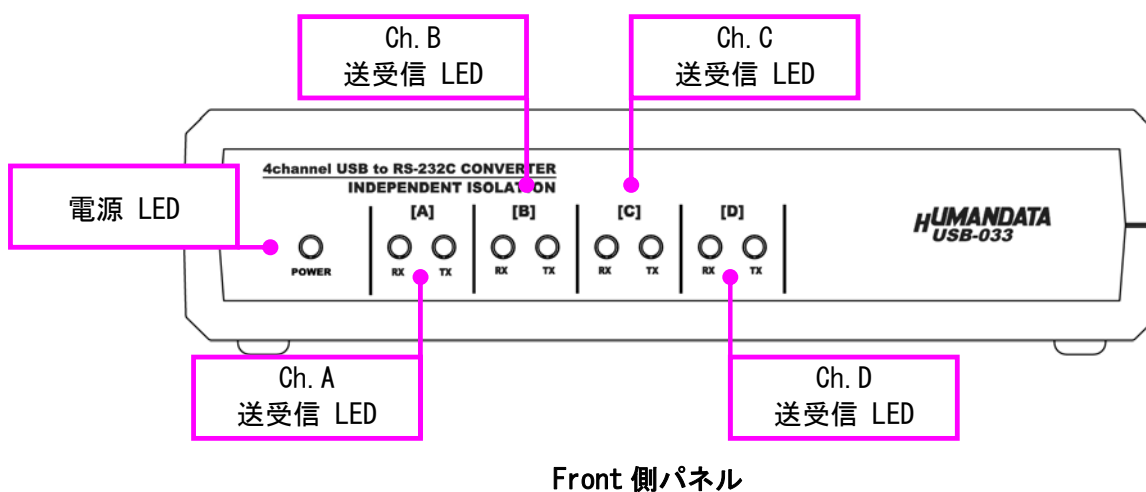 Ch. B
送受信 LED
Ch. C
送受信 LED
4channel USB to RS-232C CONVERTER
INDEPENDENT ISOLATION
電源 LED
[A]
[B]
[C]
[D]
HUMANDATA
USB-033
POWER
RX TX
RX TX
RX TX
RX TX
Ch. A
送受信 LED
Ch. D
送受信 LED
Front 側パネル